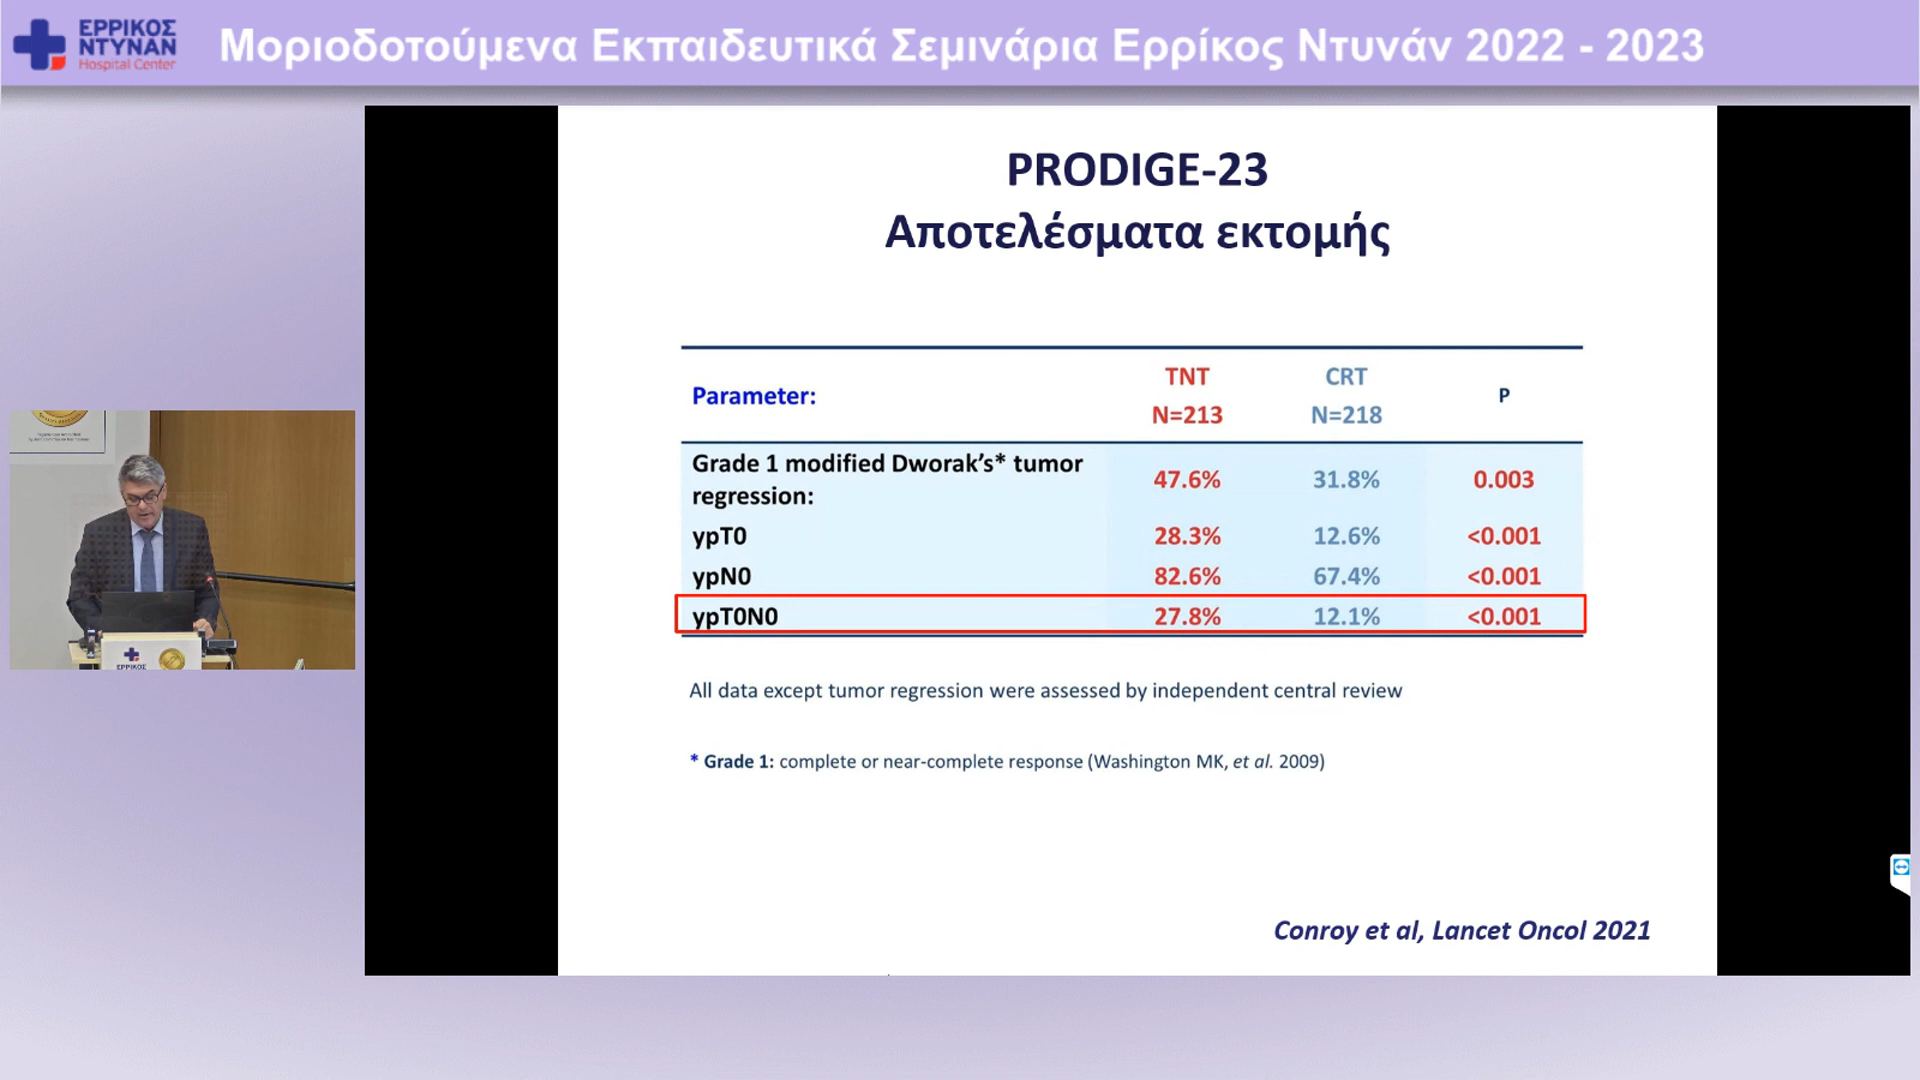 ΕΡΡΙΚΟΣ
ΝΤΥΝΑΝ
Hospital Center
Μοριοδοτούμενα Εκπαιδευτικά Σεμινάρια Ερρίκος Ντυνάν 2022 - 2023
PRODIGE-23
Αποτελέσματα εκτομής
Parameter: TNT N=213 CRT N=218 P
Grade 1 modified Dworak’s* tumor regression: 47.6% 31.8% 0.003
ypT0 28.3% 12.6% <0.001
ypN0 82.6% 67.4% <0.001
ypT0N0 27.8% 12.1% <0.001
All data except tumor regression were assessed by independent central review
* Grade 1: complete or near-complete response (Washington MK, et al. 2009)
Conroy et al, Lancet Oncol 2021
ΕΡΡΙΚΟΣ